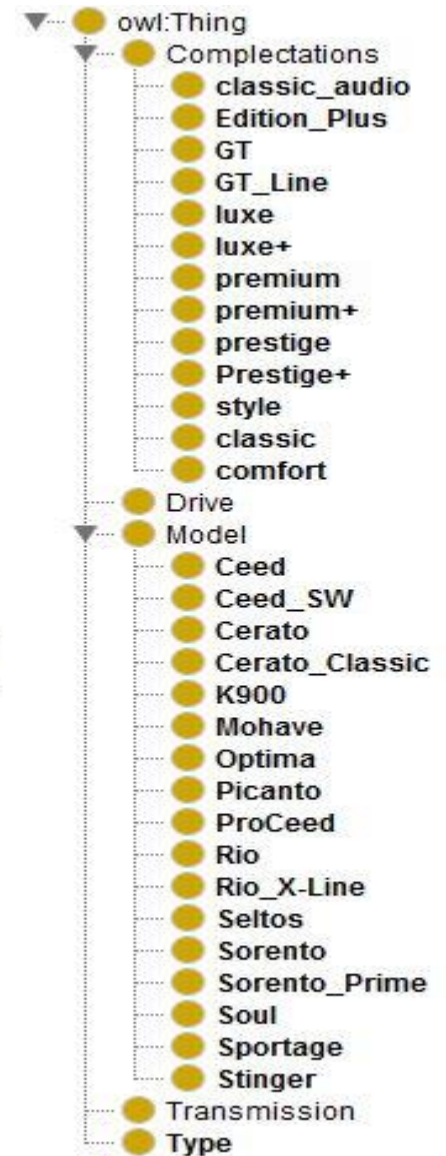 owl:Thing
Complectations
classic_audio
Edition_Plus
GT
GT_Line
luxe
luxe+
premium
premium+
prestige
Prestige+
style
classic
comfort
Drive
Model
Ceed
Ceed_SW
Cerato
Cerato_Classic
K900
Mohave
Optima
Picanto
ProCeed
Rio
Rio_X-Line
Seltos
Sorento
Sorento_Prime
Soul
Sportage
Stinger
Transmission
Type